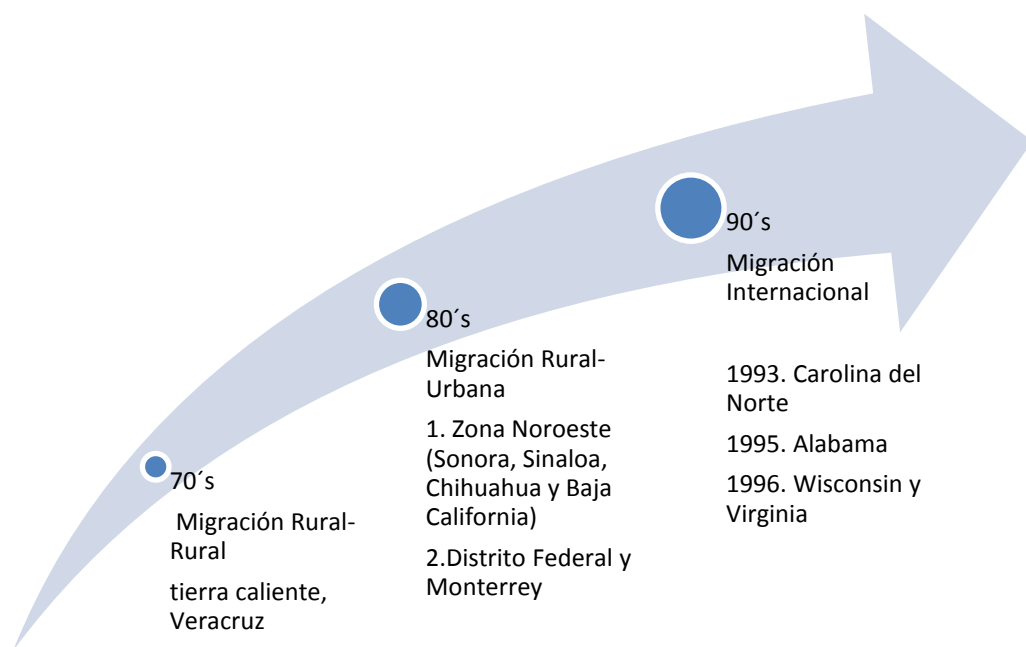 70´s
Migración Rural-
Rural
tierra caliente,
Veracruz
80´s
Migración Rural-
Urbana
1. Zona Noroeste
(Sonora, Sinaloa,
Chihuahua y Baja
California)
2.Distrito Federal y
Monterrey
90´s
Migración
Internacional
1993. Carolina del
Norte
1995. Alabama
1996. Wisconsin y
Virginia